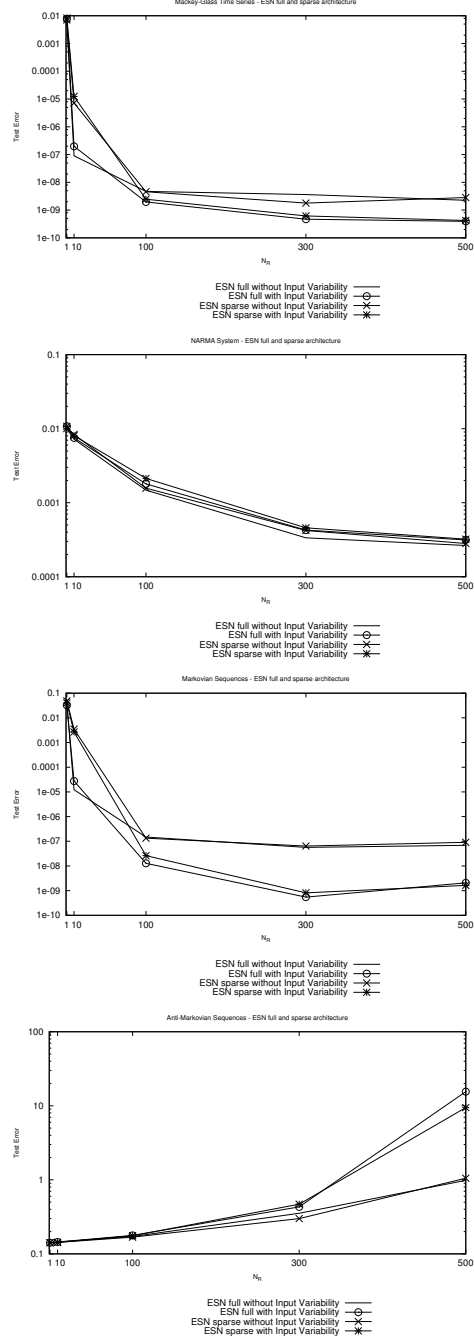 Mackey-Glass Time Series - ESN full and sparse architecture
0.01
0.001
0.0001
1e-05
1e-06
1e-07
1e-08
1e-09
1e-10
Test Error
1 10 100 300 500
NR
ESN full without Input Variability
ESN full with Input Variability
ESN sparse without Input Variability
ESN sparse with Input Variability
NARMA System - ESN full and sparse architecture
0.1
0.01
0.001
0.0001
Test Error
1 10 100 300 500
NR
ESN full without Input Variability
ESN full with Input Variability
ESN sparse without Input Variability
ESN sparse with Input Variability
Markovian Sequences - ESN full and sparse architecture
0.1
0.01
0.001
0.0001
1e-05
1e-06
1e-07
1e-08
1e-09
1e-10
Test Error
1 10 100 300 500
NR
ESN full without Input Variability
ESN full with Input Variability
ESN sparse without Input Variability
ESN sparse with Input Variability
Anti-Markovian Sequences - ESN full and sparse architecture
100
10
1
0.1
Test Error
1 10 100 300 500
NR
ESN full without Input Variability
ESN full with Input Variability
ESN sparse without Input Variability
ESN sparse with Input Variability